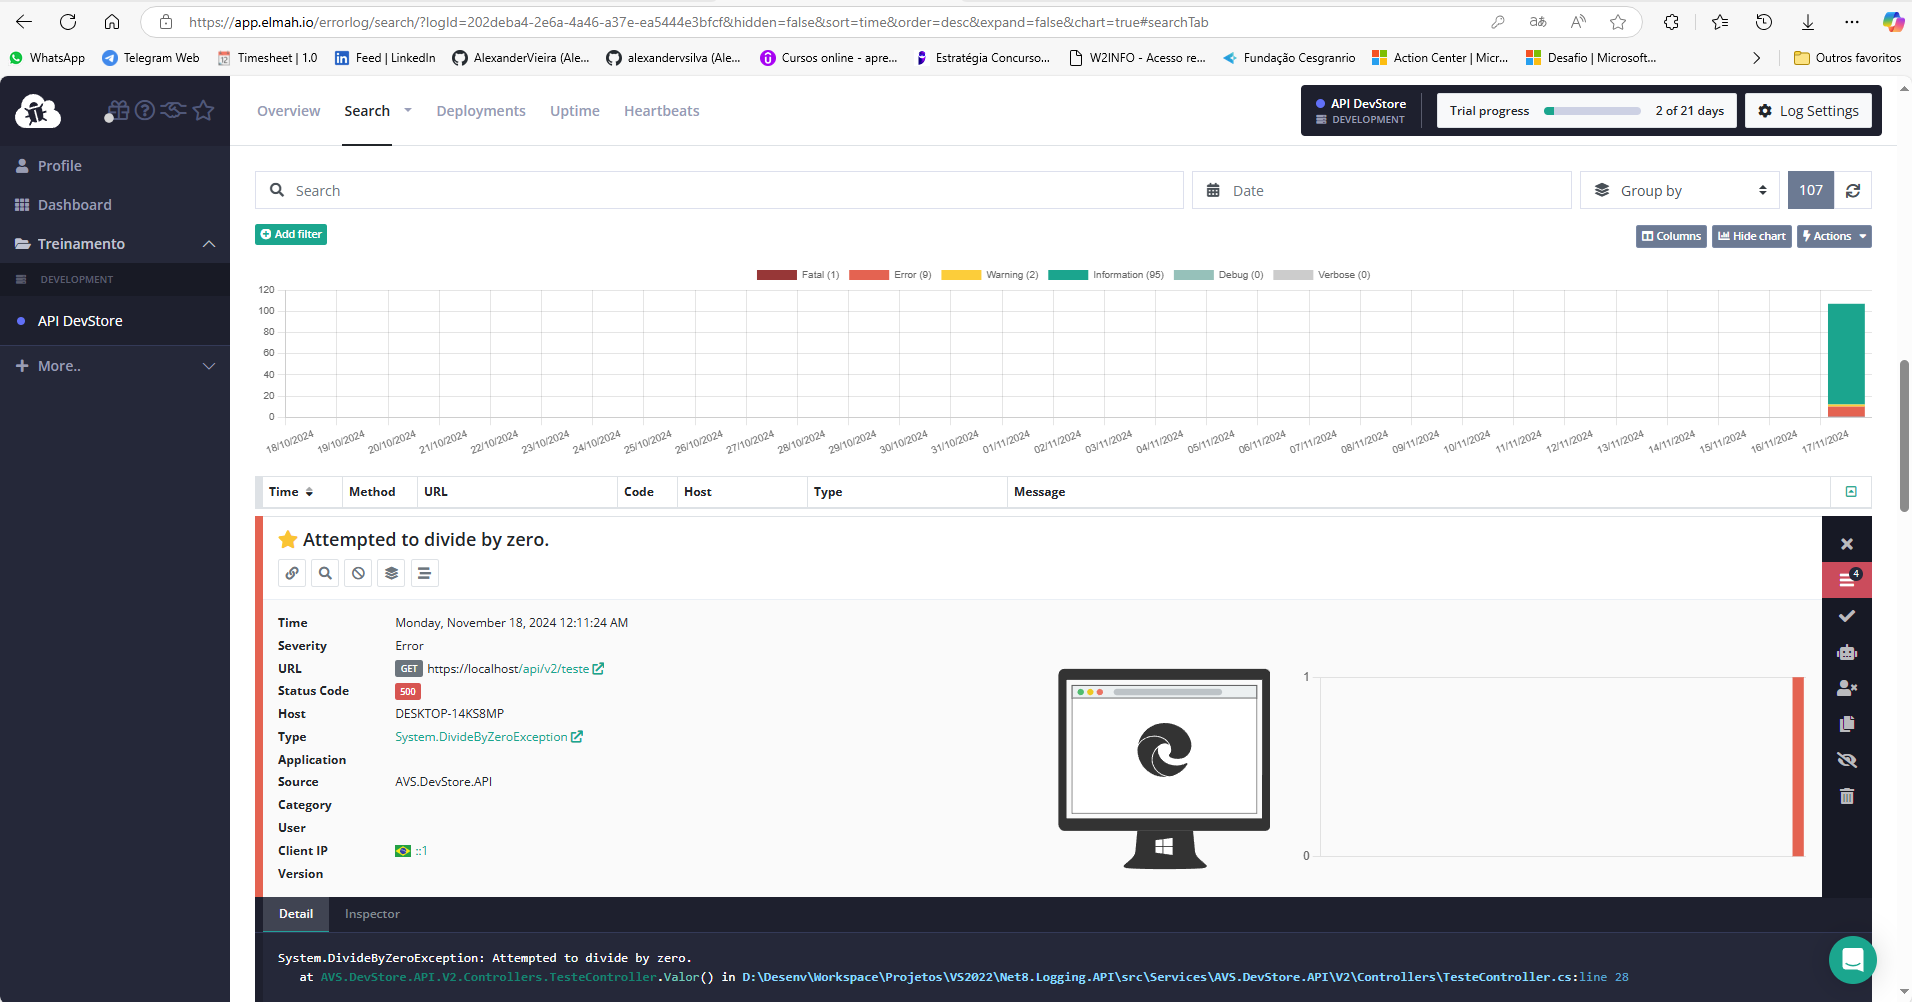 https://app.elmah.io/errorlog/search/?logId=202deba4-2e6a-4a46-a37e-ea5444e3bfcf&hidden=false&sort=time&order=desc&expand=false&chart=true#searchTab
WhatsApp Telegram Web Timesheet | 1.0 Feed | LinkedIn AlexanderVieira (Ale... alexandervsilva (Ale... Cursos online - apre... Estratégia Concurso... W2INFO - Acesso re... Fundação Cesgranrio Action Center | Micr... Desafio | Microsoft... Outros favoritos
Overview Search Deployments Uptime Heartbeats
API DevStore
DEVELOPMENT
Trial progress 2 of 21 days
Log Settings
Profile
Dashboard
Treinamento
DEVELOPMENT
API DevStore
More..
Search Date Group by 107
Add filter
Columns Hide chart Actions
Fatal (1) Error (9) Warning (2) Information (95) Debug (0) Verbose (0)
120
100
80
60
40
20
0
18/10/2024 19/10/2024 20/10/2024 21/10/2024 22/10/2024 23/10/2024 24/10/2024 25/10/2024 26/10/2024 27/10/2024 28/10/2024 29/10/2024 30/10/2024 31/10/2024 01/11/2024 02/11/2024 03/11/2024 04/11/2024 05/11/2024 06/11/2024 07/11/2024 08/11/2024 09/11/2024 10/11/2024 11/11/2024 12/11/2024 13/11/2024 14/11/2024 15/11/2024 16/11/2024 17/11/2024
Time Method URL Code Host Type Message
Attempted to divide by zero.
4
Time Monday, November 18, 2024 12:11:24 AM
Severity Error
URL GET https://localhost/api/v2/teste
Status Code 500
Host DESKTOP-14KS8MP
Type System.DivideByZeroException
Application
Source AVS.DevStore.API
Category
User
Client IP ::1
Version
1
0
Detail Inspector
System.DivideByZeroException: Attempted to divide by zero.
at AVS.DevStore.API.V2.Controllers.TesteController.Valor() in D:\Desenv\Workspace\Projetos\VS2022\Net8.Logging.API\src\Services\AVS.DevStore.API\V2\Controllers\TesteController.cs:line 28